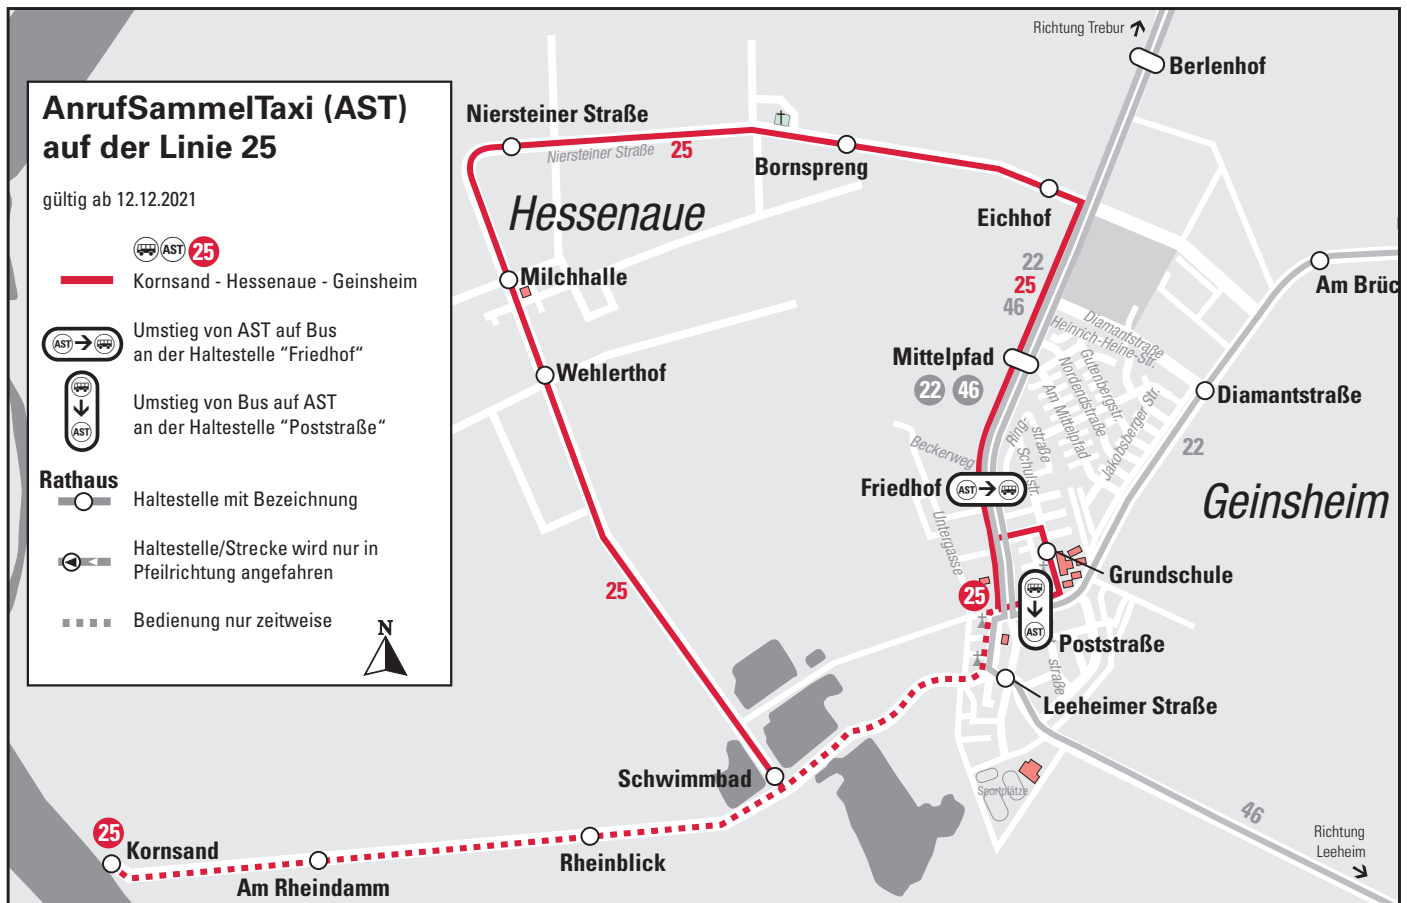 AnrufSammelTaxi (AST)
auf der Linie 25
gültig ab 12.12.2021
AST 25
Kornsand - Hessenaue - Geinsheim
AST
Umstieg von AST auf Bus
an der Haltestelle “Friedhof“
AST
Umstieg von Bus auf AST
an der Haltestelle “Poststraße“
Rathaus
Haltestelle mit Bezeichnung
Haltestelle/Strecke wird nur in
Pfeilrichtung angefahren
Bedienung nur zeitweise
N
Richtung Trebur
Berlenhof
Niersteiner Straße
Niersteiner Straße
25
Bornspreng
Eichhof
Hessenaue
22
25
46
Am Brüc
Milchhalle
Diamantstraße
Heinrich-Heine-Str.
Mittelpfad
22 46
Gutenbergstr.
Nordendstraße
Am Mittelpfad
Jakobsberger Str.
Wehlerthof
Diamantstraße
22
Ring-
straße
Schulstr.
Beckerweg
Friedhof
AST
Geinsheim
Untergasse
Grundschule
25
25
AST
Poststraße
straße
Leeheimer Straße
Schwimmbad
Sportplätze
46
Richtung
Leeheim
25
Kornsand
Am Rheindamm
Rheinblick